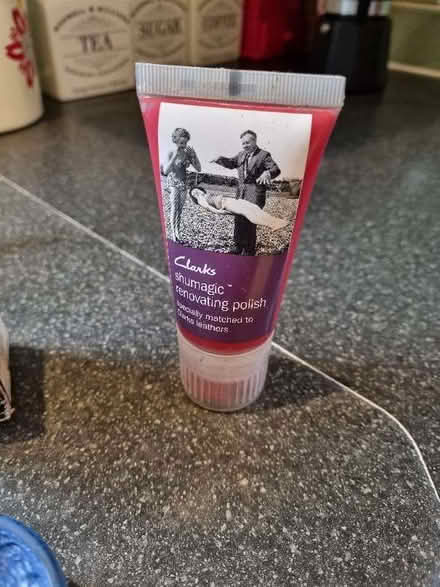 TEA
SUGAR
COFFEE
Clarks
shumagic™
renovating polish
specially matched to
Clarks leathers